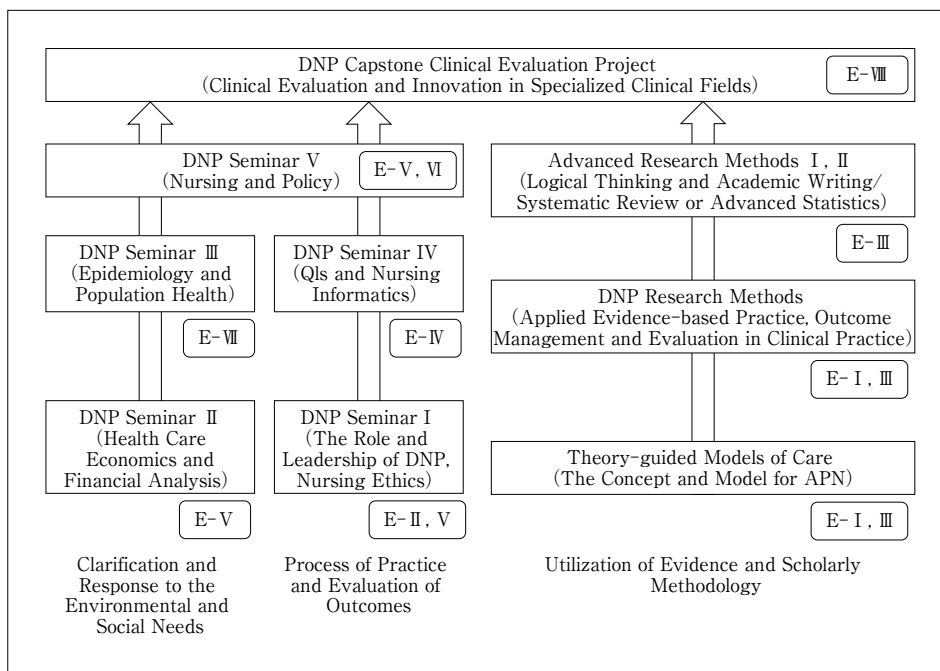 DNP Capstone Clinical Evaluation Project
(Clinical Evaluation and Innovation in Specialized Clinical Fields)
E-Ⅷ
DNP Seminar Ⅴ
(Nursing and Policy)
E-Ⅴ, Ⅵ
Advanced Research Methods Ⅰ, Ⅱ
(Logical Thinking and Academic Writing/
Systematic Review or Advanced Statistics)
E-Ⅲ
DNP Seminar Ⅲ
(Epidemiology and
Population Health)
E-Ⅶ
DNP Seminar Ⅳ
(QIs and Nursing
Informatics)
E-Ⅳ
DNP Research Methods
(Applied Evidence-based Practice, Outcome
Management and Evaluation in Clinical Practice)
E-Ⅰ, Ⅲ
DNP Seminar Ⅱ
(Health Care
Economics and
Financial Analysis)
E-Ⅴ
DNP Seminar Ⅰ
(The Role and
Leadership of DNP,
Nursing Ethics)
E-Ⅱ, Ⅴ
Theory-guided Models of Care
(The Concept and Model for APN)
E-Ⅰ, Ⅲ
Clarification and
Response to the
Environmental and
Social Needs
Process of Practice
and Evaluation of
Outcomes
Utilization of Evidence and Scholarly
Methodology